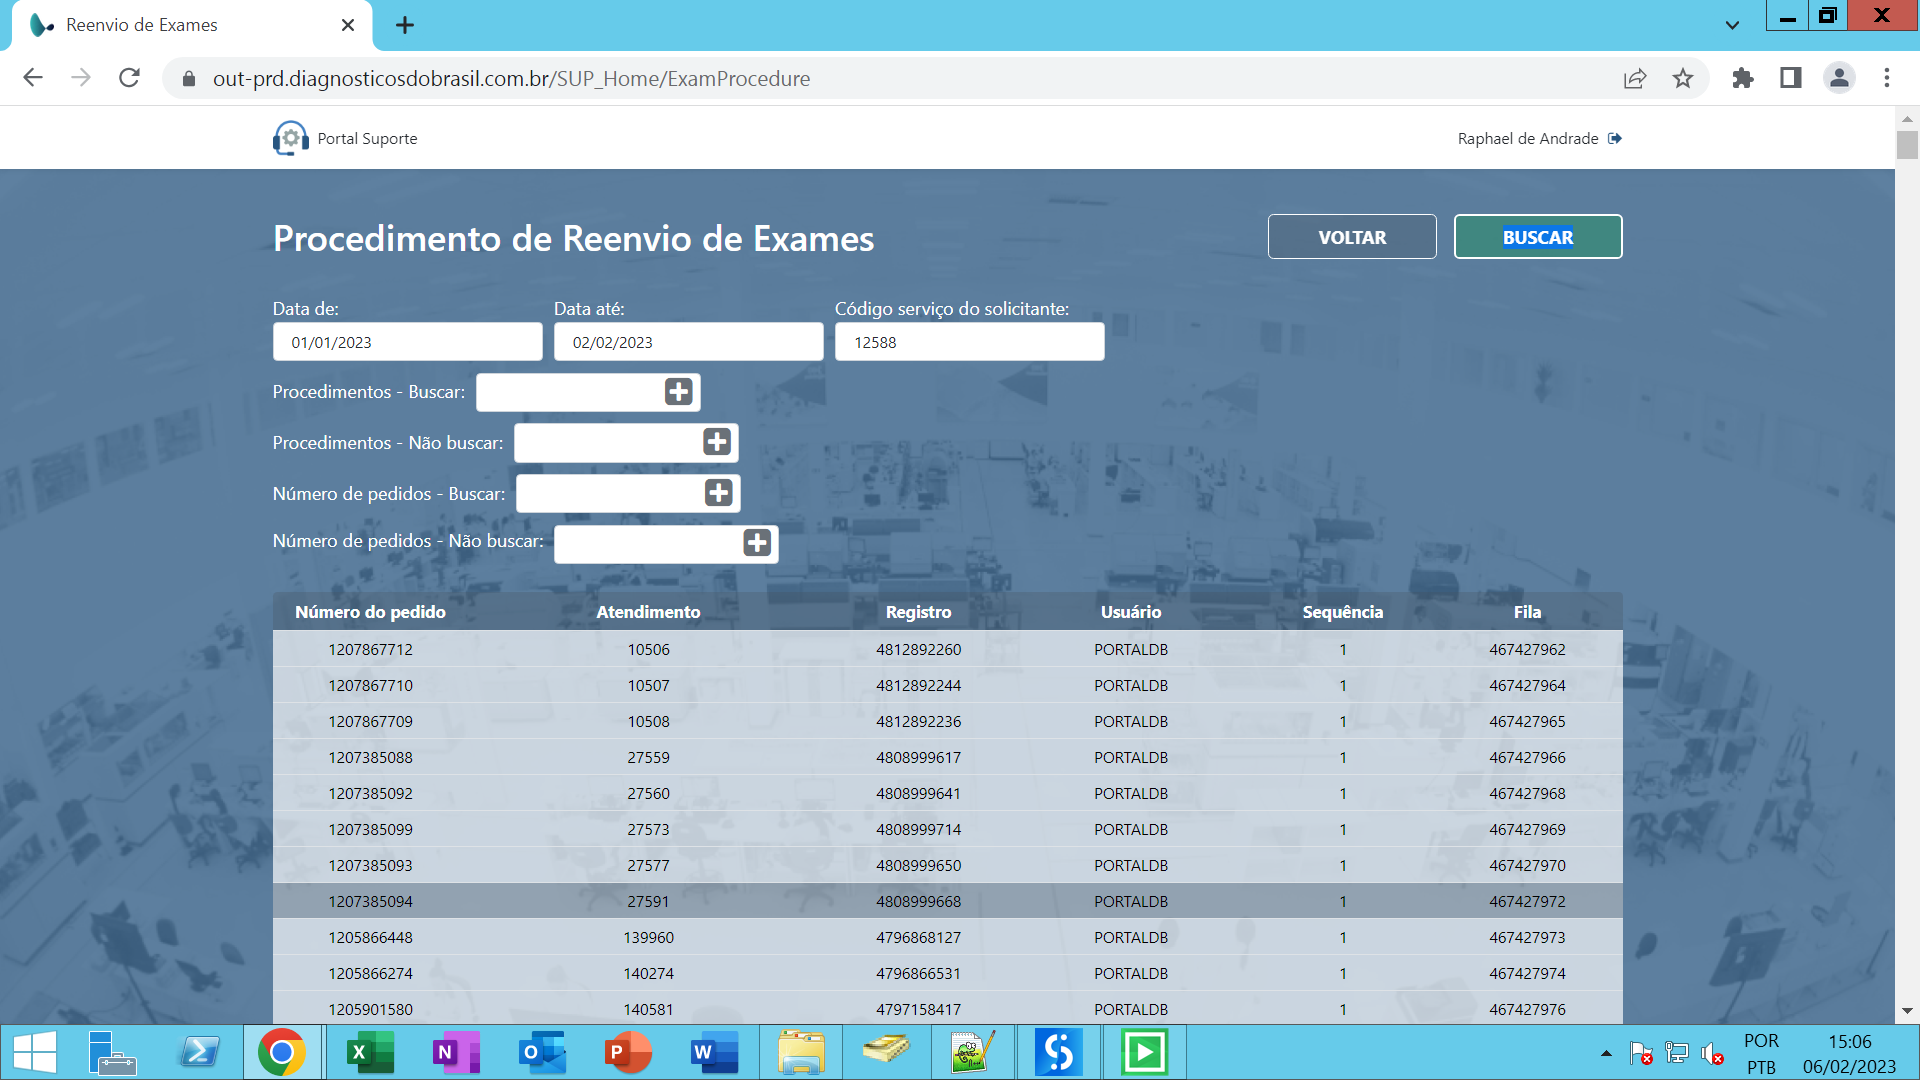 Reenvio de Exames
out-prd.diagnosticosdobrasil.com.br/SUP_Home/ExamProcedure
Portal Suporte
Raphael de Andrade
Procedimento de Reenvio de Exames
VOLTAR
BUSCAR
Data de:
Data até:
Código serviço do solicitante:
01/01/2023
02/02/2023
12588
Procedimentos - Buscar:
Procedimentos - Não buscar:
Número de pedidos - Buscar:
Número de pedidos - Não buscar:
Número do pedido Atendimento Registro Usuário Sequência Fila
1207867712 10506 4812892260 PORTALDB 1 467427962
1207867710 10507 4812892244 PORTALDB 1 467427964
1207867709 10508 4812892236 PORTALDB 1 467427965
1207385088 27559 4808999617 PORTALDB 1 467427966
1207385092 27560 4808999641 PORTALDB 1 467427968
1207385099 27573 4808999714 PORTALDB 1 467427969
1207385093 27577 4808999650 PORTALDB 1 467427970
1207385094 27591 4808999668 PORTALDB 1 467427972
1205866448 139960 4796868127 PORTALDB 1 467427973
1205866274 140274 4796866531 PORTALDB 1 467427974
1205901580 140581 4797158417 PORTALDB 1 467427976
X
N
O
P
W
POR
PTB
15:06
06/02/2023